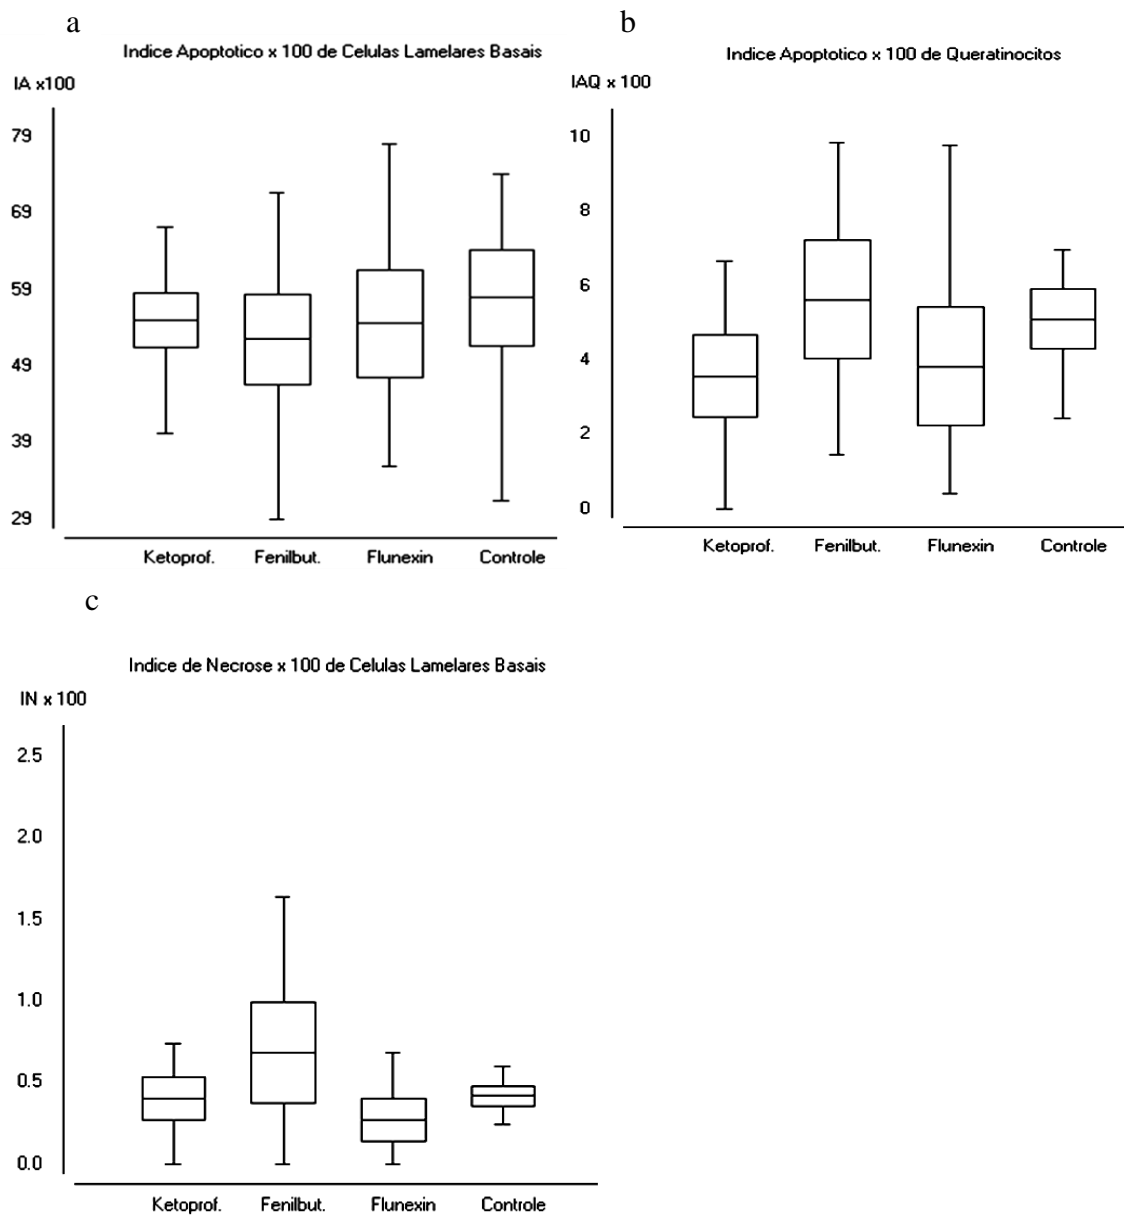 a
Indice Apoptotico x 100 de Celulas Lamelares Basais
IA x100
79
69
59
49
39
29
Ketoprof. Fenilbut. Flunexin Controle
b
Indice Apoptotico x 100 de Queratinocitos
IAQ x 100
10
8
6
4
2
0
Ketoprof. Fenilbut. Flunexin Controle
c
Indice de Necrose x 100 de Celulas Lamelares Basais
IN x 100
2.5
2.0
1.5
1.0
0.5
0.0
Ketoprof. Fenilbut. Flunexin Controle